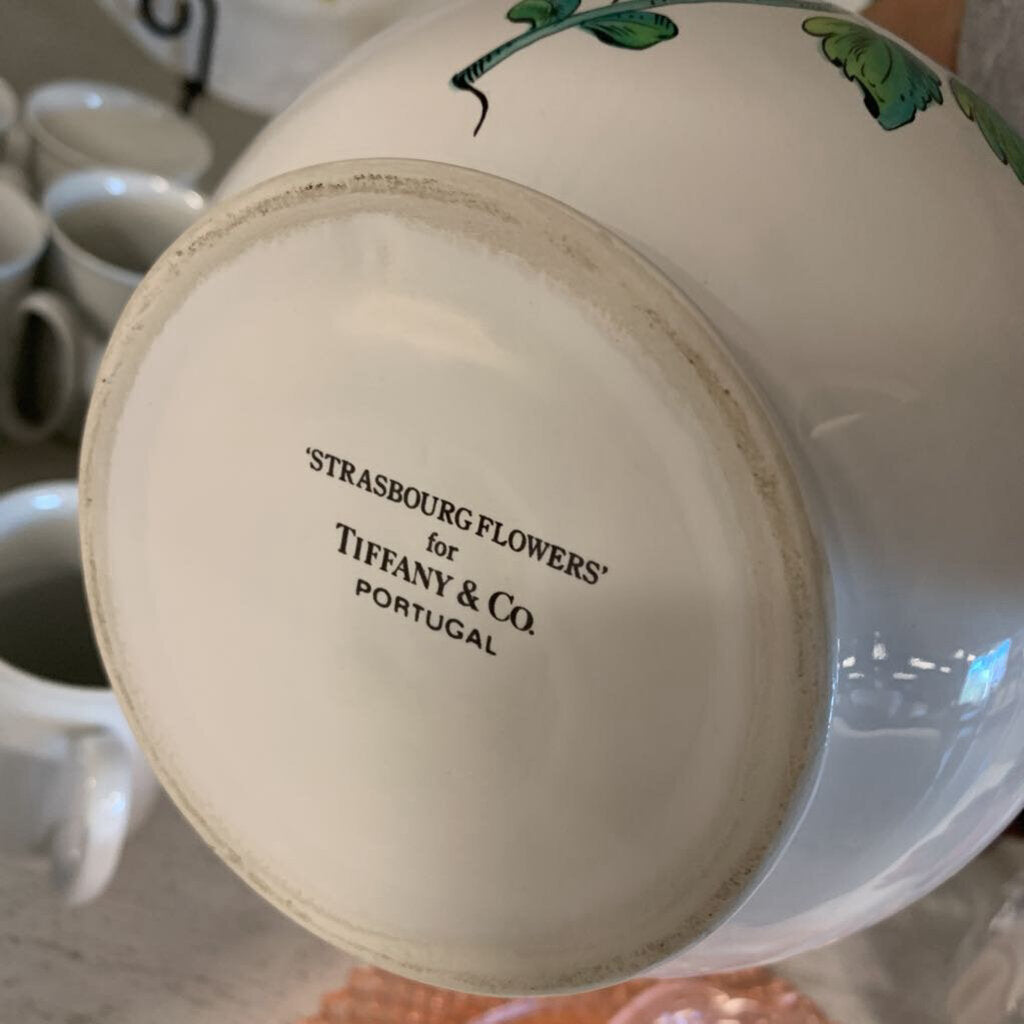 ‘STRASBOURG FLOWERS’
for
TIFFANY & CO.
PORTUGAL